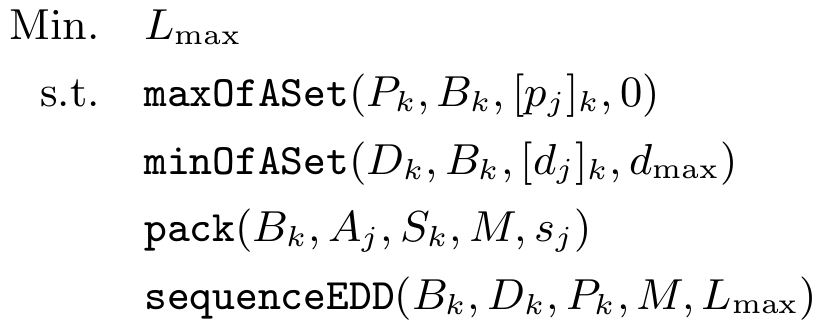 Min. L_max
s.t. maxOfASet(P_k, B_k, [p_j]_k, 0)
minOfASet(D_k, B_k, [d_j]_k, d_max)
pack(B_k, A_j, S_k, M, s_j)
sequenceEDD(B_k, D_k, P_k, M, L_max)